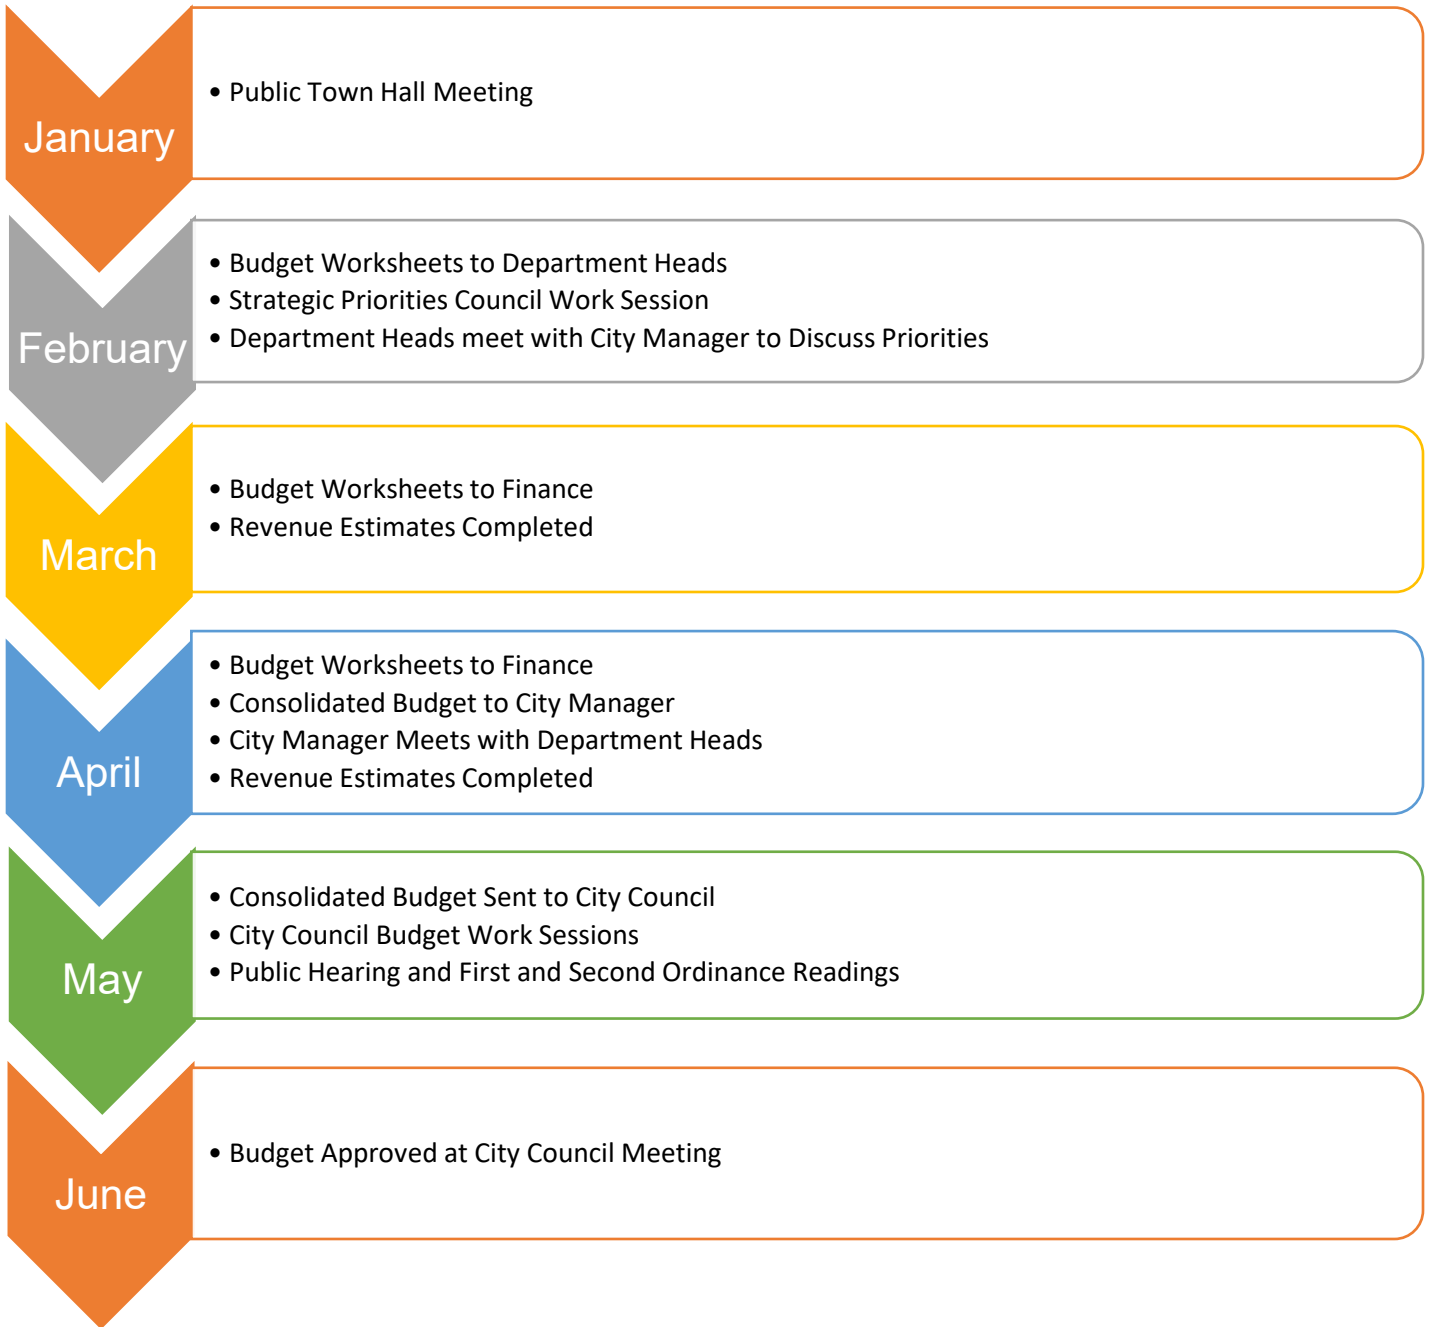 January
• Public Town Hall Meeting
February
• Budget Worksheets to Department Heads
• Strategic Priorities Council Work Session
• Department Heads meet with City Manager to Discuss Priorities
March
• Budget Worksheets to Finance
• Revenue Estimates Completed
April
• Budget Worksheets to Finance
• Consolidated Budget to City Manager
• City Manager Meets with Department Heads
• Revenue Estimates Completed
May
• Consolidated Budget Sent to City Council
• City Council Budget Work Sessions
• Public Hearing and First and Second Ordinance Readings
June
• Budget Approved at City Council Meeting